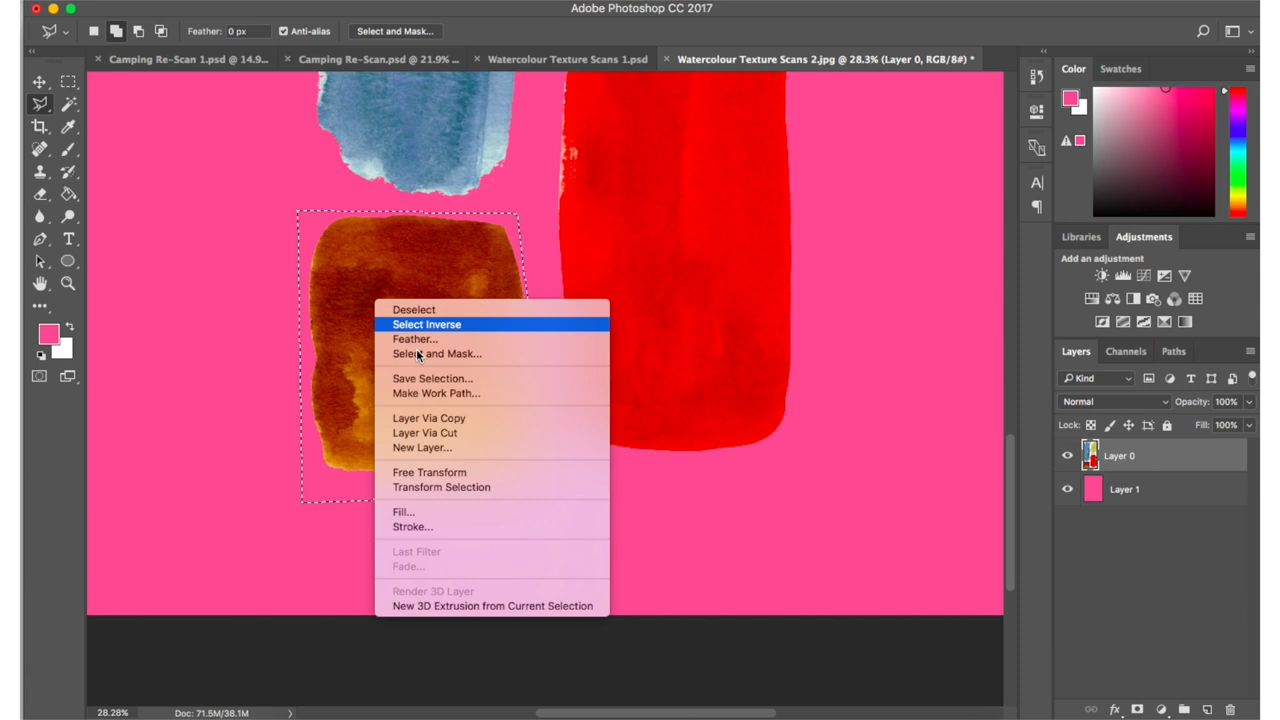 Adobe Photoshop CC 2017
Feather: 0 px Anti-alias Select and Mask...
Camping Re-Scan 1.psd @ 14.9... Camping Re-Scan.psd @ 21.9% ... Watercolour Texture Scans 1.psd Watercolour Texture Scans 2.jpg @ 28.3% (Layer 0, RGB/8#) *
Color Swatches
Libraries Adjustments
Add an adjustment
Layers Channels Paths
Kind
Normal Opacity: 100%
Lock: Fill: 100%
Layer 0
Layer 1
Deselect
Select Inverse
Feather...
Select and Mask...
Save Selection...
Make Work Path...
Layer Via Copy
Layer Via Cut
New Layer...
Free Transform
Transform Selection
Fill...
Stroke...
Last Filter
Fade...
Render 3D Layer
New 3D Extrusion from Current Selection
28.28% Doc: 71.5M/38.1M